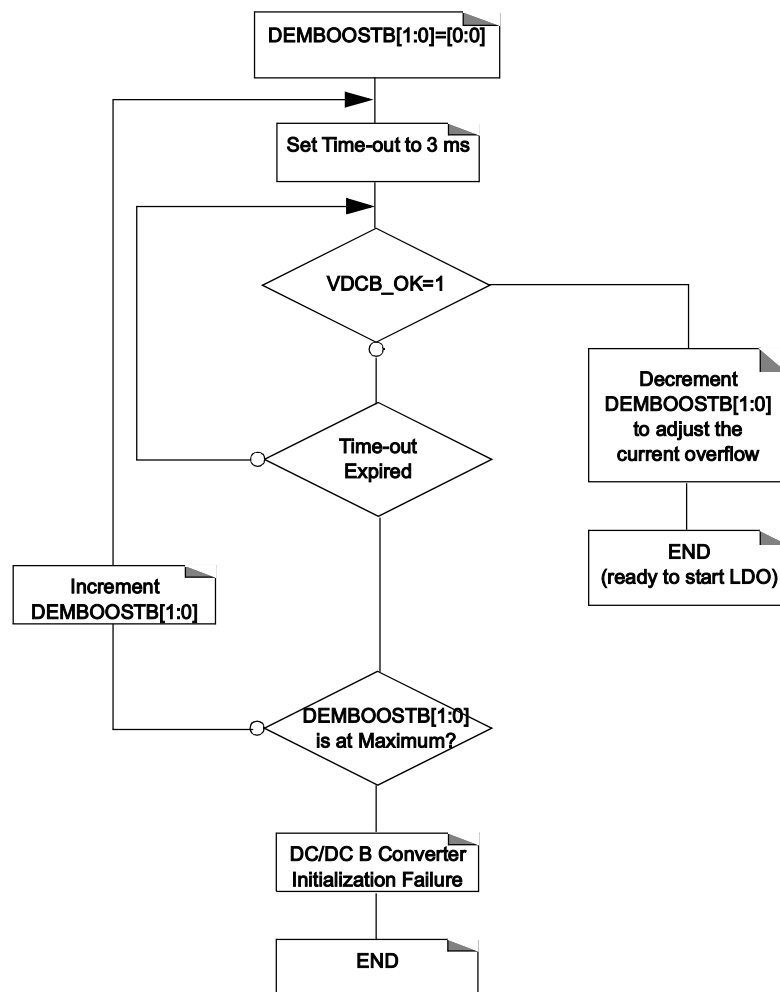 DEMBOOSTB[1:0]=[0:0]
Set Time-out to 3 ms
VDCB_OK=1
Decrement
DEMBOOSTB[1:0]
to adjust the
current overflow
Time-out
Expired
END
(ready to start LDO)
Increment
DEMBOOSTB[1:0]
DEMBOOSTB[1:0]
is at Maximum?
DC/DC B Converter
Initialization Failure
END